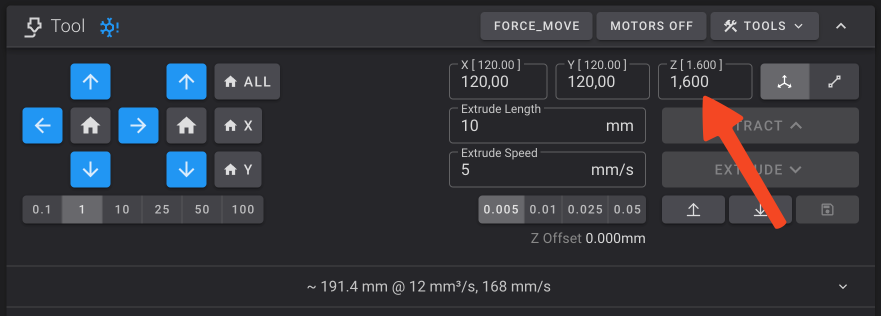 Tool
FORCE_MOVE
MOTORS OFF
TOOLS
X [ 120.00 ]
120,00
Y [ 120.00 ]
120,00
Z [ 1.600 ]
1,600
ALL
X
Y
Extrude Length
10 mm
TRACT
Extrude Speed
5 mm/s
EXTRUDE
0.1 1 10 25 50 100
0.005 0.01 0.025 0.05
Z Offset 0.000mm
~ 191.4 mm @ 12 mm³/s, 168 mm/s